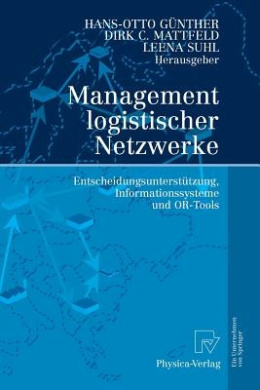 HANS-OTTO GÜNTHER
DIRK C. MATTFELD
LEENA SUHL
Herausgeber
Management
logistischer
Netzwerke
Entscheidungsunterstützung,
Informationssysteme
und OR-Tools
Physica-Verlag
Ein Unternehmen
von Springer